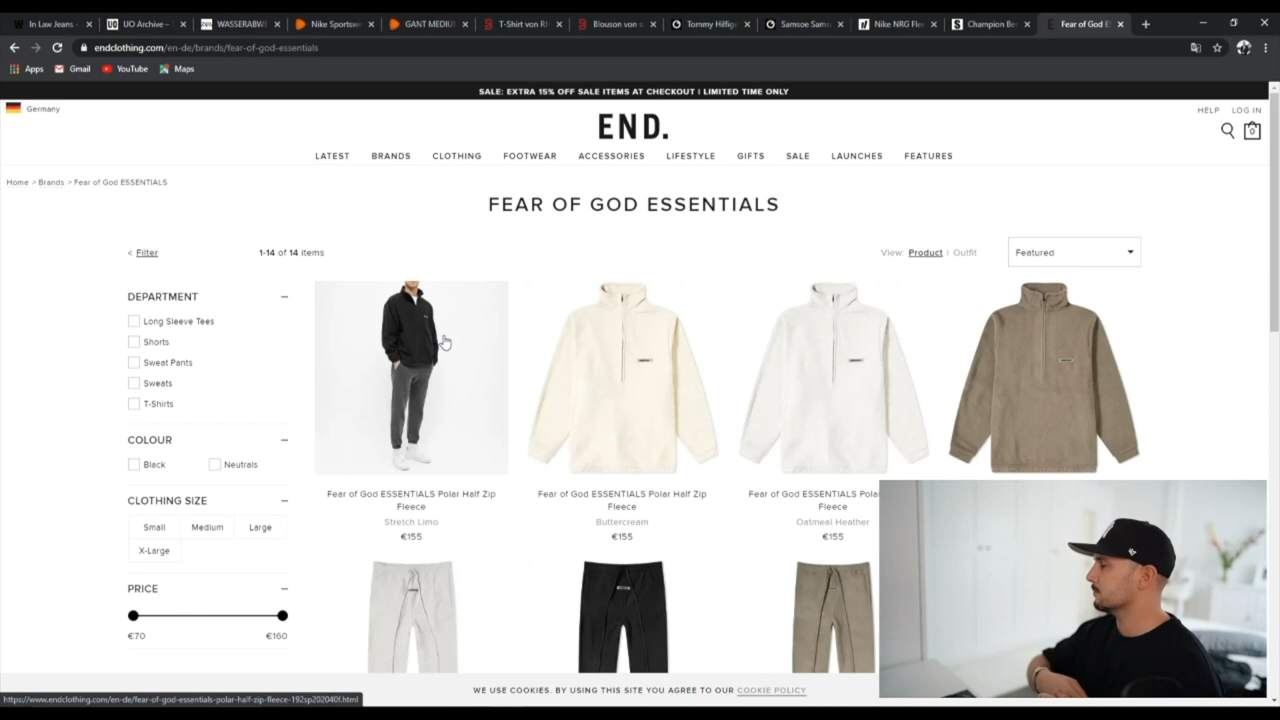 In Law Jeans -
UO Archive –
WASSERABW
Nike Sportsw
GANT MEDIU
T-Shirt von R
Blouson von
Tommy Hilfig
Samsoe Sam
Nike NRG Fle
Champion Be
Fear of God E
endclothing.com/en-de/brands/fear-of-god-essentials
Apps Gmail YouTube Maps
SALE: EXTRA 15% OFF SALE ITEMS AT CHECKOUT | LIMITED TIME ONLY
Germany
HELP LOG IN
END.
0
LATEST BRANDS CLOTHING FOOTWEAR ACCESSORIES LIFESTYLE GIFTS SALE LAUNCHES FEATURES
Home > Brands > Fear of God ESSENTIALS
FEAR OF GOD ESSENTIALS
< Filter
1-14 of 14 items
View: Product | Outfit
Featured
DEPARTMENT
Long Sleeve Tees
Shorts
Sweat Pants
Sweats
T-Shirts
COLOUR
Black Neutrals
CLOTHING SIZE
Small Medium Large
X-Large
PRICE
€70 €160
Fear of God ESSENTIALS Polar Half Zip
Fleece
Stretch Limo
€155
Fear of God ESSENTIALS Polar Half Zip
Fleece
Buttercream
€155
Fear of God ESSENTIALS Pola
Fleece
Oatmeal Heather
€155
WE USE COOKIES. BY USING THIS SITE YOU AGREE TO OUR COOKIE POLICY
https://www.endclothing.com/en-de/fear-of-god-essentials-polar-half-zip-fleece-192sp202040f.html